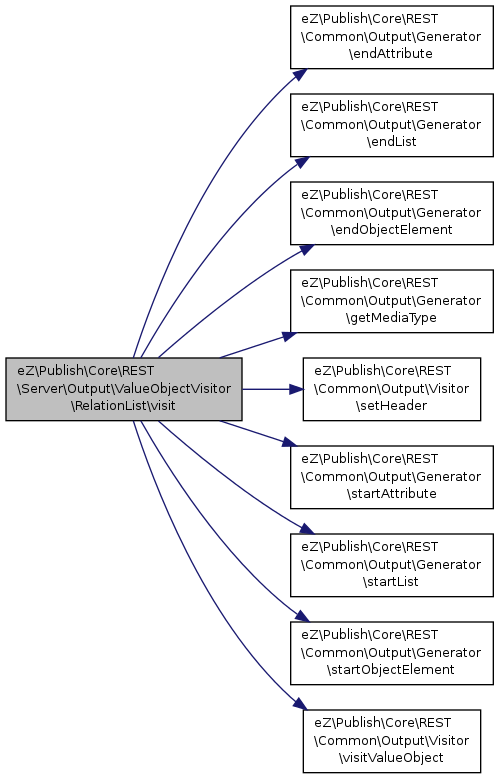 eZ\Publish\Core\REST
\Common\Output\Generator
\endAttribute
eZ\Publish\Core\REST
\Common\Output\Generator
\endList
eZ\Publish\Core\REST
\Common\Output\Generator
\endObjectElement
eZ\Publish\Core\REST
\Common\Output\Generator
\getMediaType
eZ\Publish\Core\REST
\Server\Output\ValueObjectVisitor
\RelationList\visit
eZ\Publish\Core\REST
\Common\Output\Visitor
\setHeader
eZ\Publish\Core\REST
\Common\Output\Generator
\startAttribute
eZ\Publish\Core\REST
\Common\Output\Generator
\startList
eZ\Publish\Core\REST
\Common\Output\Generator
\startObjectElement
eZ\Publish\Core\REST
\Common\Output\Visitor
\visitValueObject